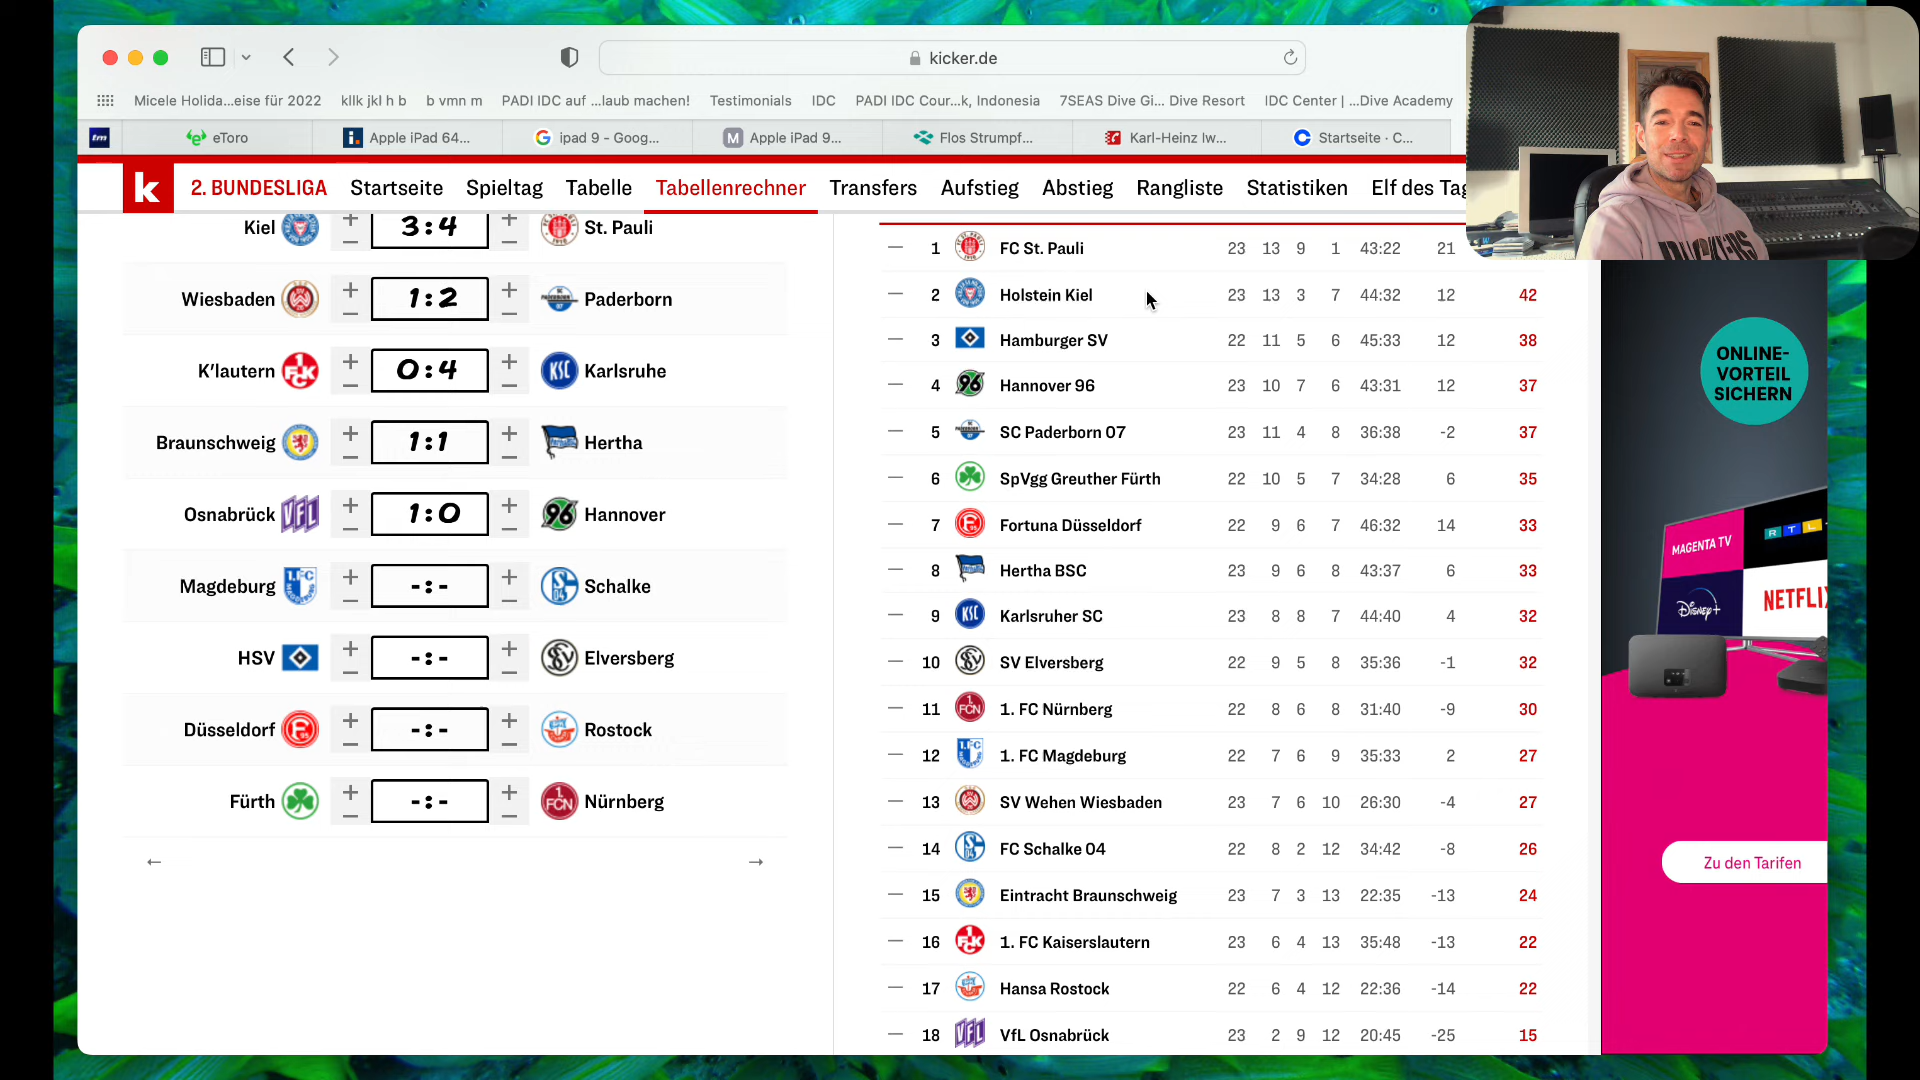 kicker.de
Micele Holida...eise für 2022 kllk jkl h b b vmn m PADI IDC auf ...laub machen! Testimonials IDC PADI IDC Cour...k, Indonesia 7SEAS Dive Gi... Dive Resort IDC Center | ...Dive Academy
tm eToro Apple iPad 64... ipad 9 - Goog... Apple iPad 9... Flos Strumpf... Karl-Heinz Iw... Startseite · C...
k 2. BUNDESLIGA Startseite Spieltag Tabelle Tabellenrechner Transfers Aufstieg Abstieg Rangliste Statistiken Elf des Tag
Kiel 3:4 St. Pauli
Wiesbaden 1:2 Paderborn
K'lautern 0:4 Karlsruhe
Braunschweig 1:1 Hertha
Osnabrück 1:0 Hannover
Magdeburg -:- Schalke
HSV -:- Elversberg
Düsseldorf -:- Rostock
Fürth -:- Nürnberg
← →
— 1 FC St. Pauli 23 13 9 1 43:22 21
— 2 Holstein Kiel 23 13 3 7 44:32 12 42
— 3 Hamburger SV 22 11 5 6 45:33 12 38
— 4 Hannover 96 23 10 7 6 43:31 12 37
— 5 SC Paderborn 07 23 11 4 8 36:38 -2 37
— 6 SpVgg Greuther Fürth 22 10 5 7 34:28 6 35
— 7 Fortuna Düsseldorf 22 9 6 7 46:32 14 33
— 8 Hertha BSC 23 9 6 8 43:37 6 33
— 9 Karlsruher SC 23 8 8 7 44:40 4 32
— 10 SV Elversberg 22 9 5 8 35:36 -1 32
— 11 1. FC Nürnberg 22 8 6 8 31:40 -9 30
— 12 1. FC Magdeburg 22 7 6 9 35:33 2 27
— 13 SV Wehen Wiesbaden 23 7 6 10 26:30 -4 27
— 14 FC Schalke 04 22 8 2 12 34:42 -8 26
— 15 Eintracht Braunschweig 23 7 3 13 22:35 -13 24
— 16 1. FC Kaiserslautern 23 6 4 13 35:48 -13 22
— 17 Hansa Rostock 22 6 4 12 22:36 -14 22
— 18 VfL Osnabrück 23 2 9 12 20:45 -25 15
ONLINE-
VORTEIL
SICHERN
MAGENTA TV
RTL
Disney+
NETFLIX
Zu den Tarifen